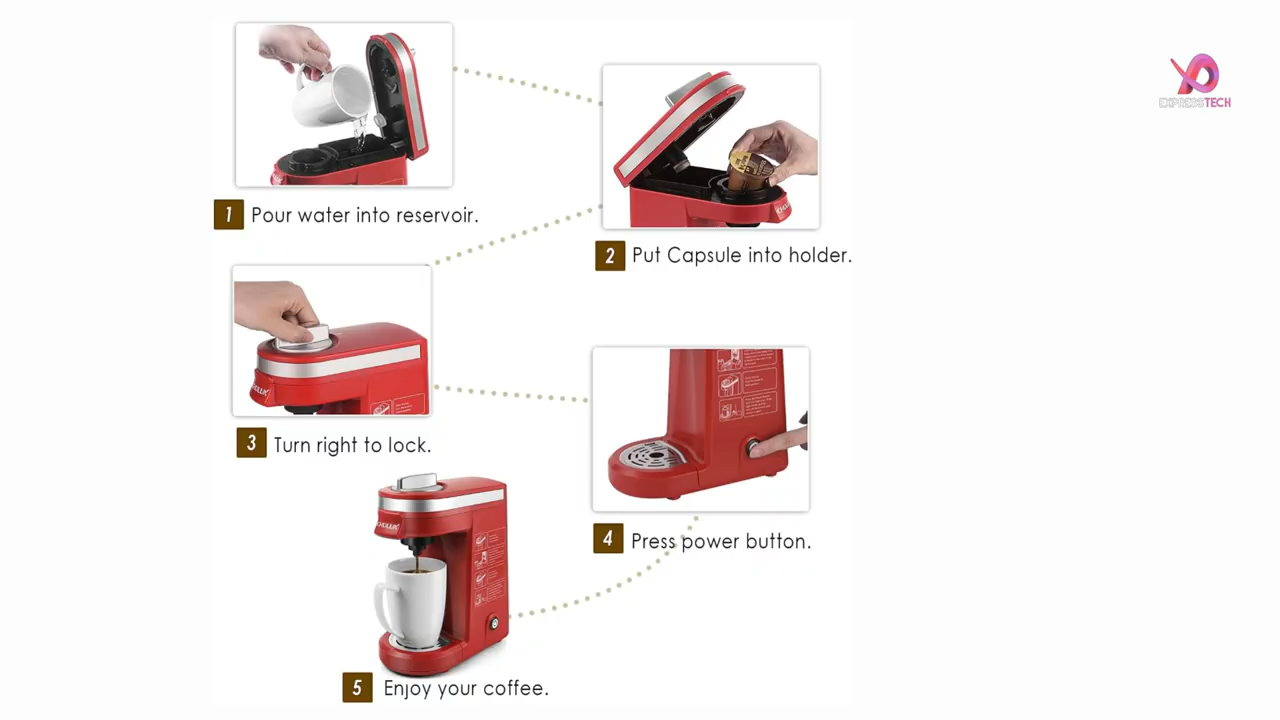 EXPRESSTECH
1 Pour water into reservoir.
2 Put Capsule into holder.
3 Turn right to lock.
4 Press power button.
CHULUX
5 Enjoy your coffee.